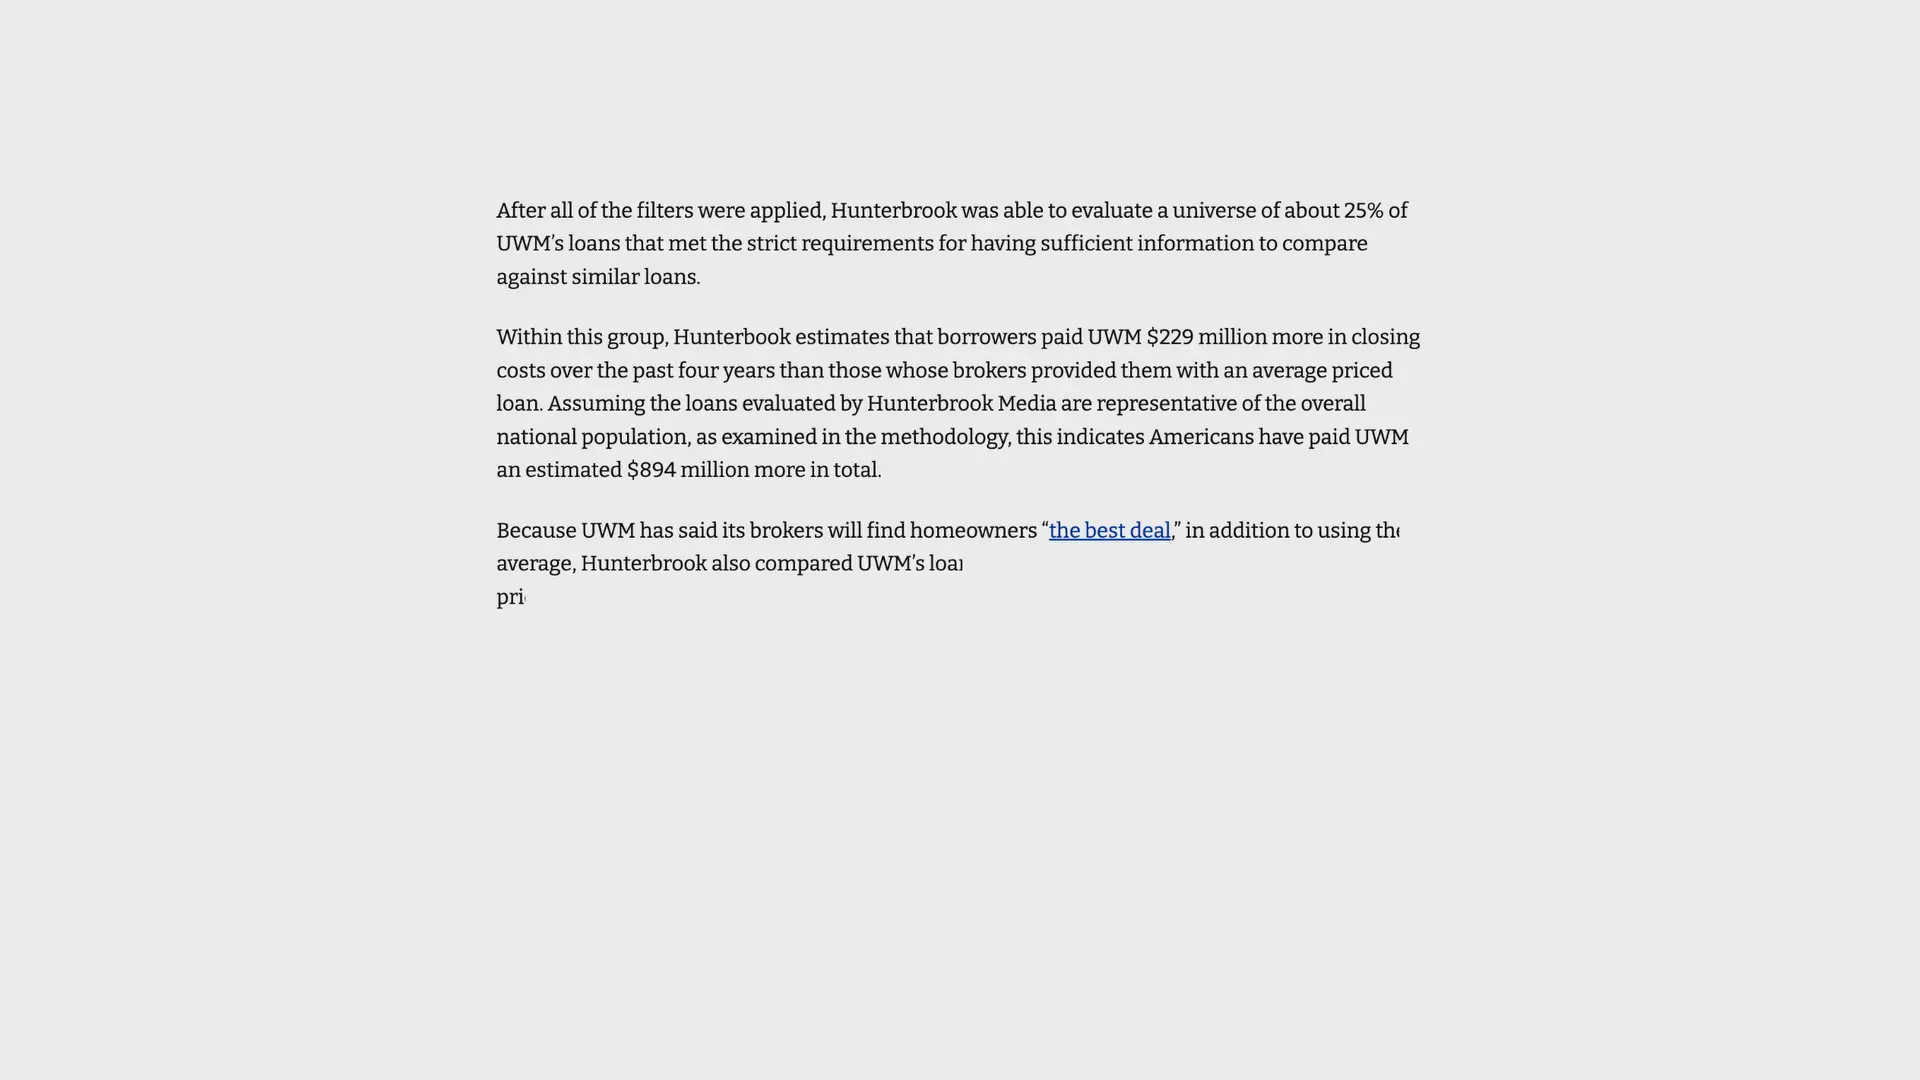 After all of the filters were applied, Hunterbrook was able to evaluate a universe of about 25% of
UWM’s loans that met the strict requirements for having sufficient information to compare
against similar loans.
Within this group, Hunterbook estimates that borrowers paid UWM $229 million more in closing
costs over the past four years than those whose brokers provided them with an average priced
loan. Assuming the loans evaluated by Hunterbrook Media are representative of the overall
national population, as examined in the methodology, this indicates Americans have paid UWM
an estimated $894 million more in total.
Because UWM has said its brokers will find homeowners “the best deal,” in addition to using the
average, Hunterbrook also compared UWM’s